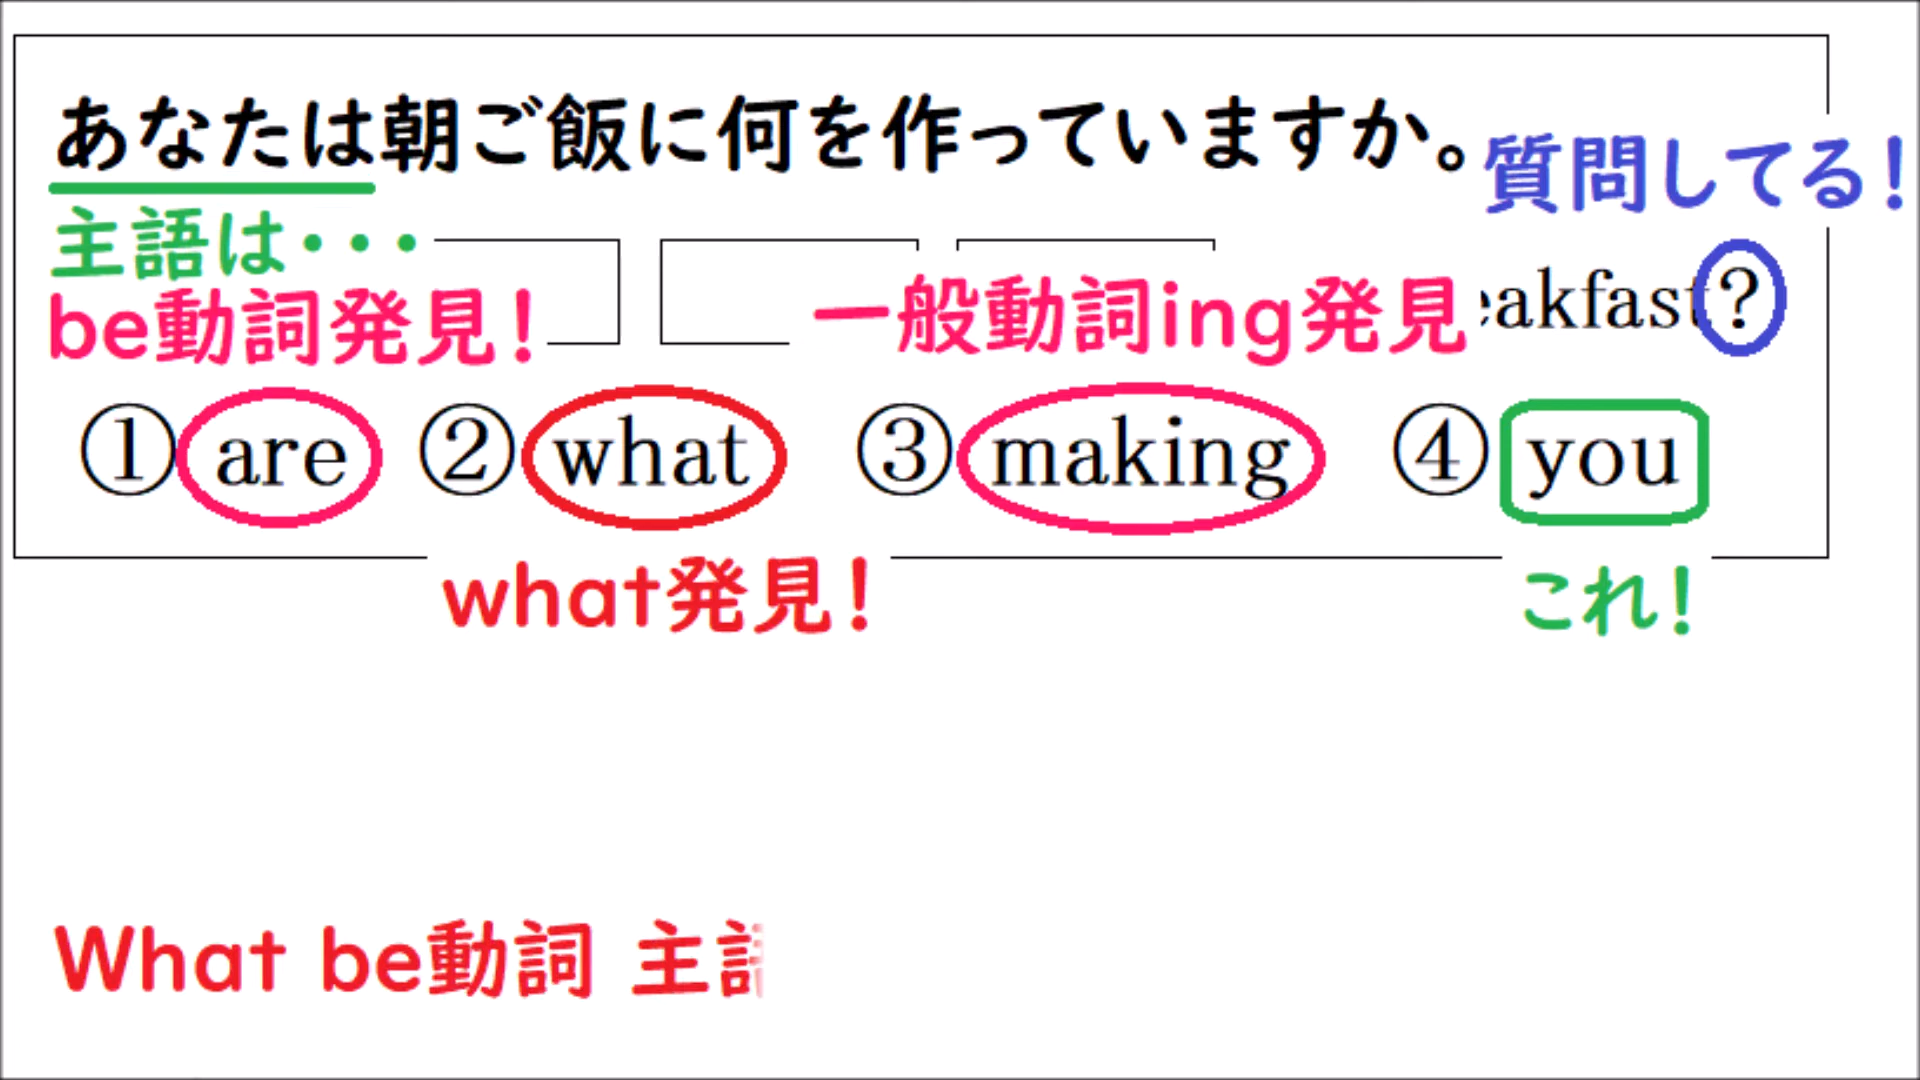 あなたは朝ご飯に何を作っていますか。
質問してる!
主語は・・・
be動詞発見!
一般動詞ing発見
eakfast?
① are ② what ③ making ④ you
what発見!
これ!
What be動詞 主